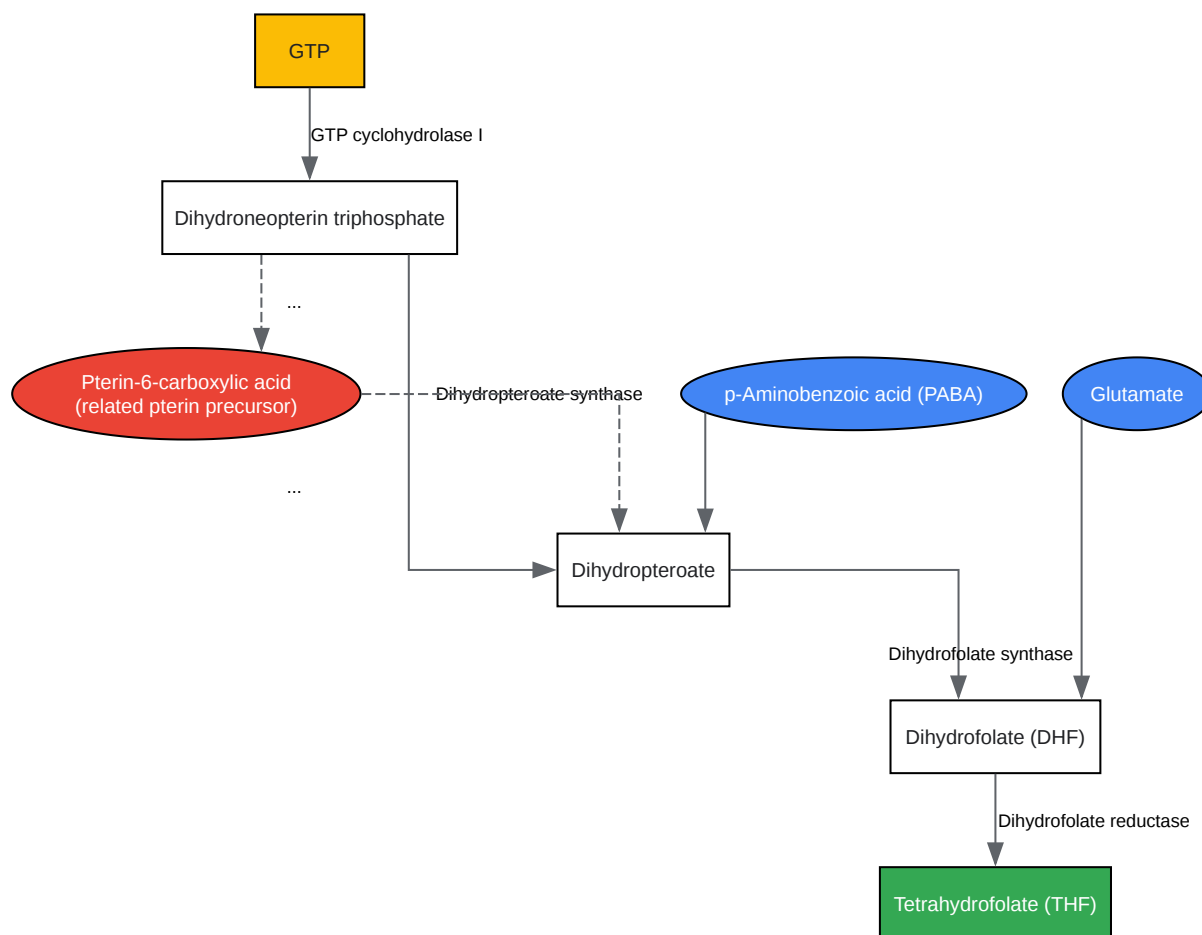 GTP
GTP cyclohydrolase I
Dihydroneopterin triphosphate
...
Pterin-6-carboxylic acid
(related pterin precursor)
Dihydropteroate synthase
p-Aminobenzoic acid (PABA)
Glutamate
...
Dihydropteroate
Dihydrofolate synthase
Dihydrofolate (DHF)
Dihydrofolate reductase
Tetrahydrofolate (THF)